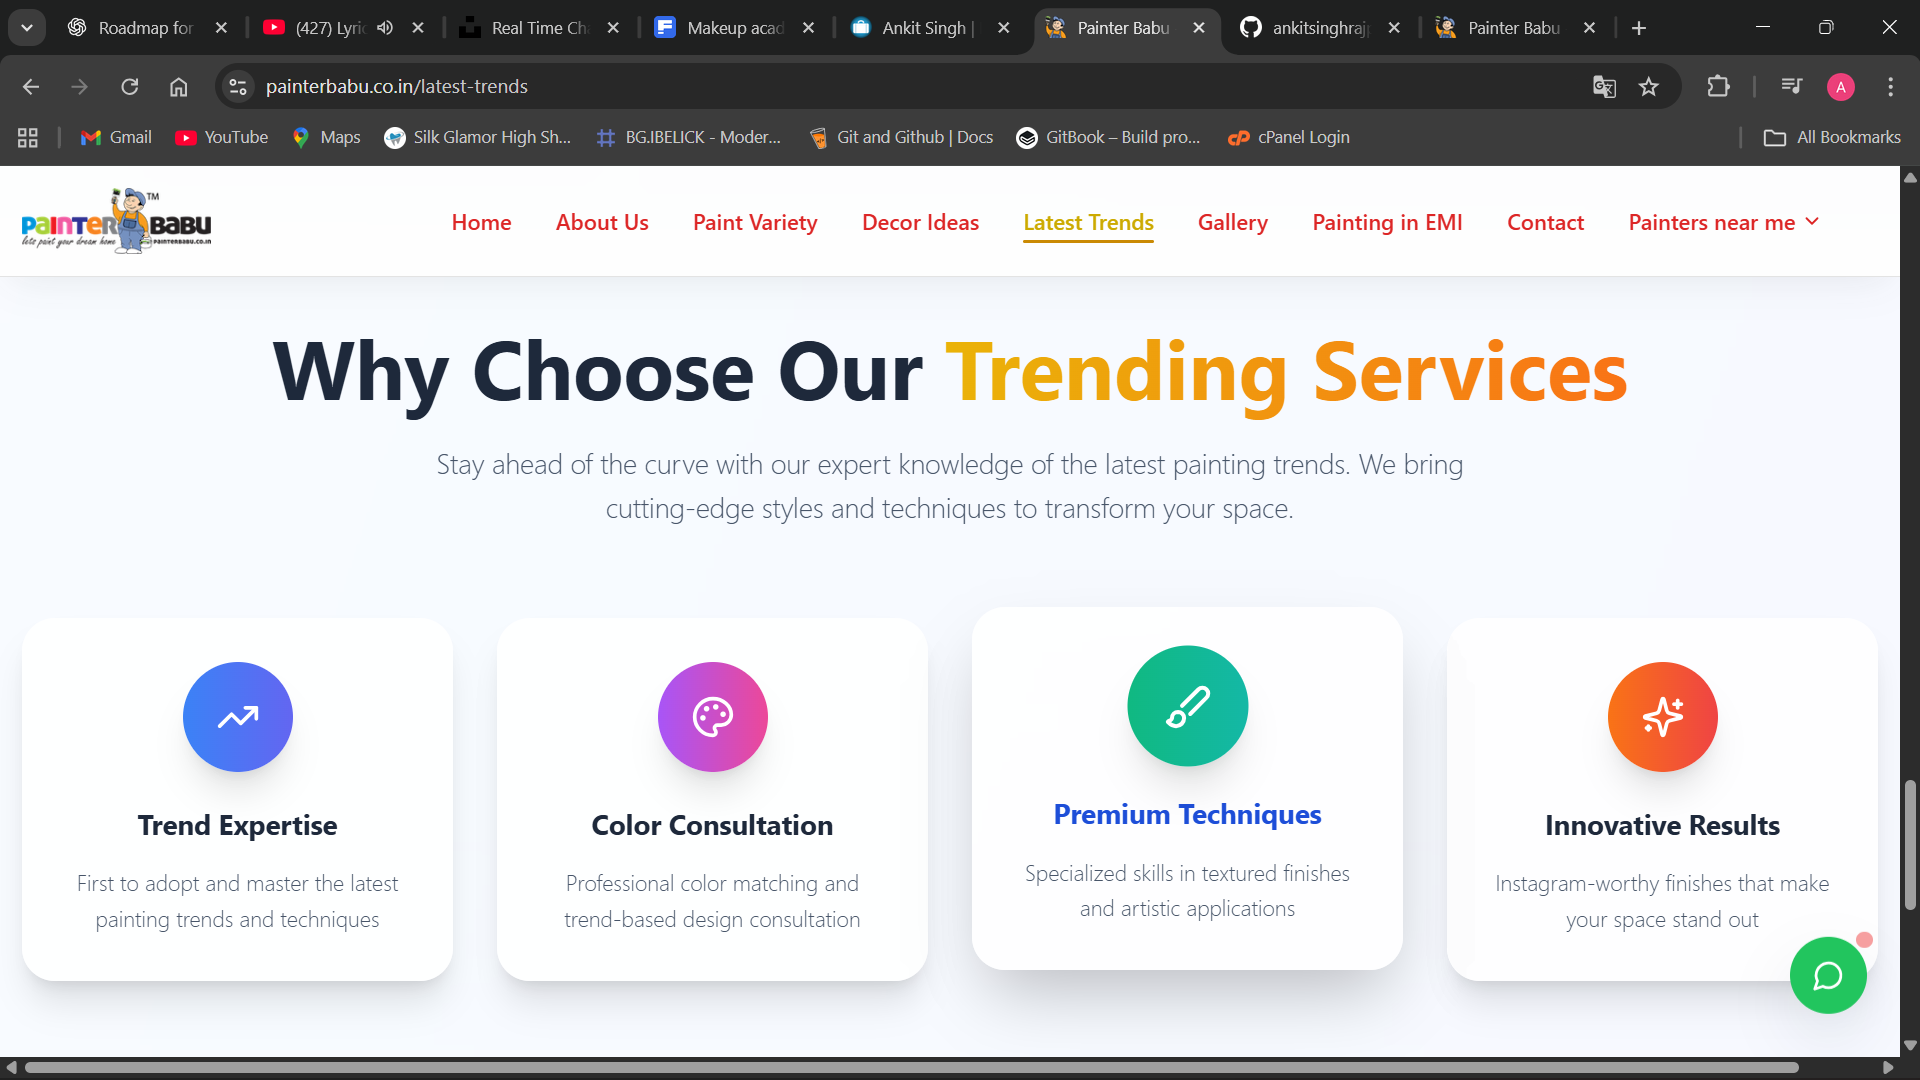 Roadmap for
(427) Lyri
Real Time Ch
Makeup acad
Ankit Singh |
Painter Babu
ankitsinghraj
Painter Babu
painterbabu.co.in/latest-trends
A
Gmail
YouTube
Maps
Silk Glamor High Sh...
BG.IBELICK - Moder...
Git and Github | Docs
GitBook – Build pro...
cPanel Login
All Bookmarks
PAINTER BABU TM
lets paint your dream home PAINTERBABU.CO.IN
Home
About Us
Paint Variety
Decor Ideas
Latest Trends
Gallery
Painting in EMI
Contact
Painters near me
Why Choose Our Trending Services
Stay ahead of the curve with our expert knowledge of the latest painting trends. We bring
cutting-edge styles and techniques to transform your space.
Trend Expertise
First to adopt and master the latest
painting trends and techniques
Color Consultation
Professional color matching and
trend-based design consultation
Premium Techniques
Specialized skills in textured finishes
and artistic applications
Innovative Results
Instagram-worthy finishes that make
your space stand out